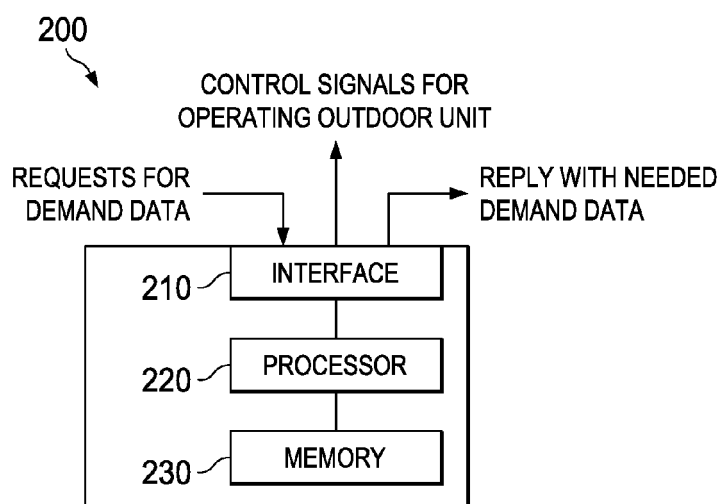 200
CONTROL SIGNALS FOR
OPERATING OUTDOOR UNIT
REQUESTS FOR
DEMAND DATA
REPLY WITH NEEDED
DEMAND DATA
210
INTERFACE
220
PROCESSOR
230
MEMORY